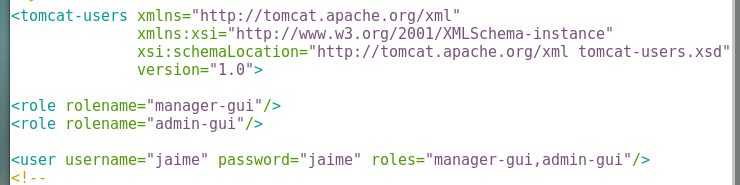 <tomcat-users xmlns="http://tomcat.apache.org/xml"
xmlns:xsi="http://www.w3.org/2001/XMLSchema-instance"
xsi:schemaLocation="http://tomcat.apache.org/xml tomcat-users.xsd"
version="1.0">
<role rolename="manager-gui"/>
<role rolename="admin-gui"/>
<user username="jaime" password="jaime" roles="manager-gui,admin-gui"/>
<!--